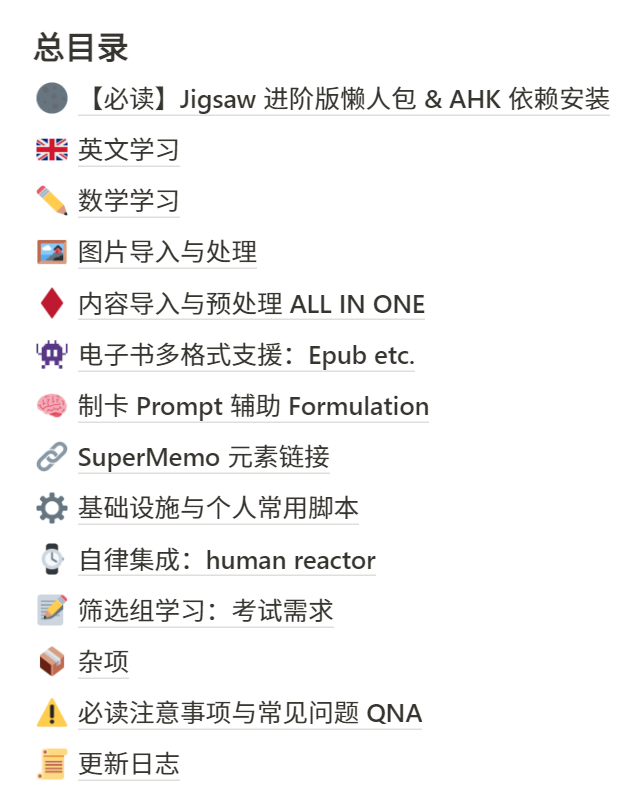 总目录
【必读】Jigsaw 进阶版懒人包 & AHK 依赖安装
英文学习
数学学习
图片导入与处理
内容导入与预处理 ALL IN ONE
电子书多格式支援：Epub etc.
制卡 Prompt 辅助 Formulation
SuperMemo 元素链接
基础设施与个人常用脚本
自律集成：human reactor
筛选组学习：考试需求
杂项
必读注意事项与常见问题 QNA
更新日志